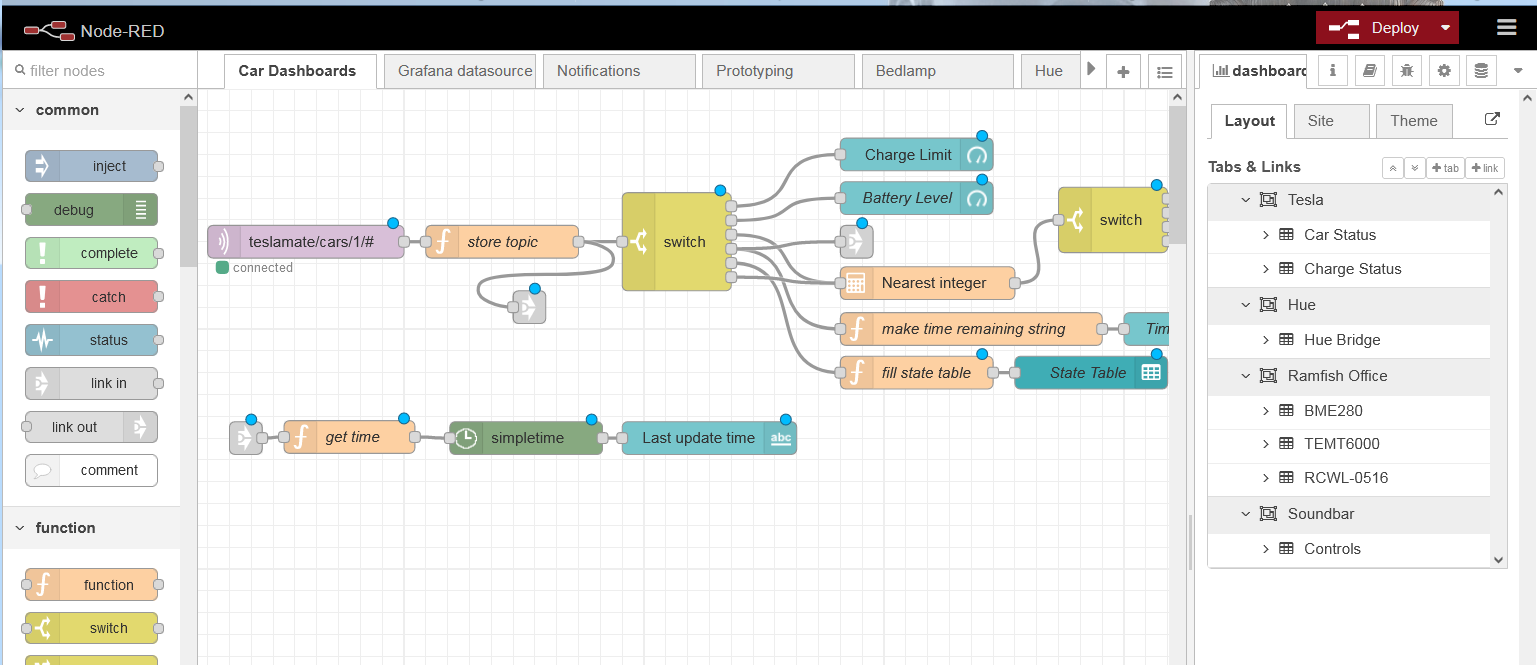 Node-RED
Deploy
filter nodes
Car Dashboards
Grafana datasource
Notifications
Prototyping
Bedlamp
Hue
dashboard
common
inject
debug
complete
catch
status
link in
link out
comment
function
function
switch
teslamate/cars/1/#
connected
store topic
switch
Charge Limit
Battery Level
Nearest integer
switch
make time remaining string
Tim
fill state table
State Table
get time
simpletime
Last update time
abc
Layout
Site
Theme
Tabs & Links
tab
link
Tesla
Car Status
Charge Status
Hue
Hue Bridge
Ramfish Office
BME280
TEMT6000
RCWL-0516
Soundbar
Controls